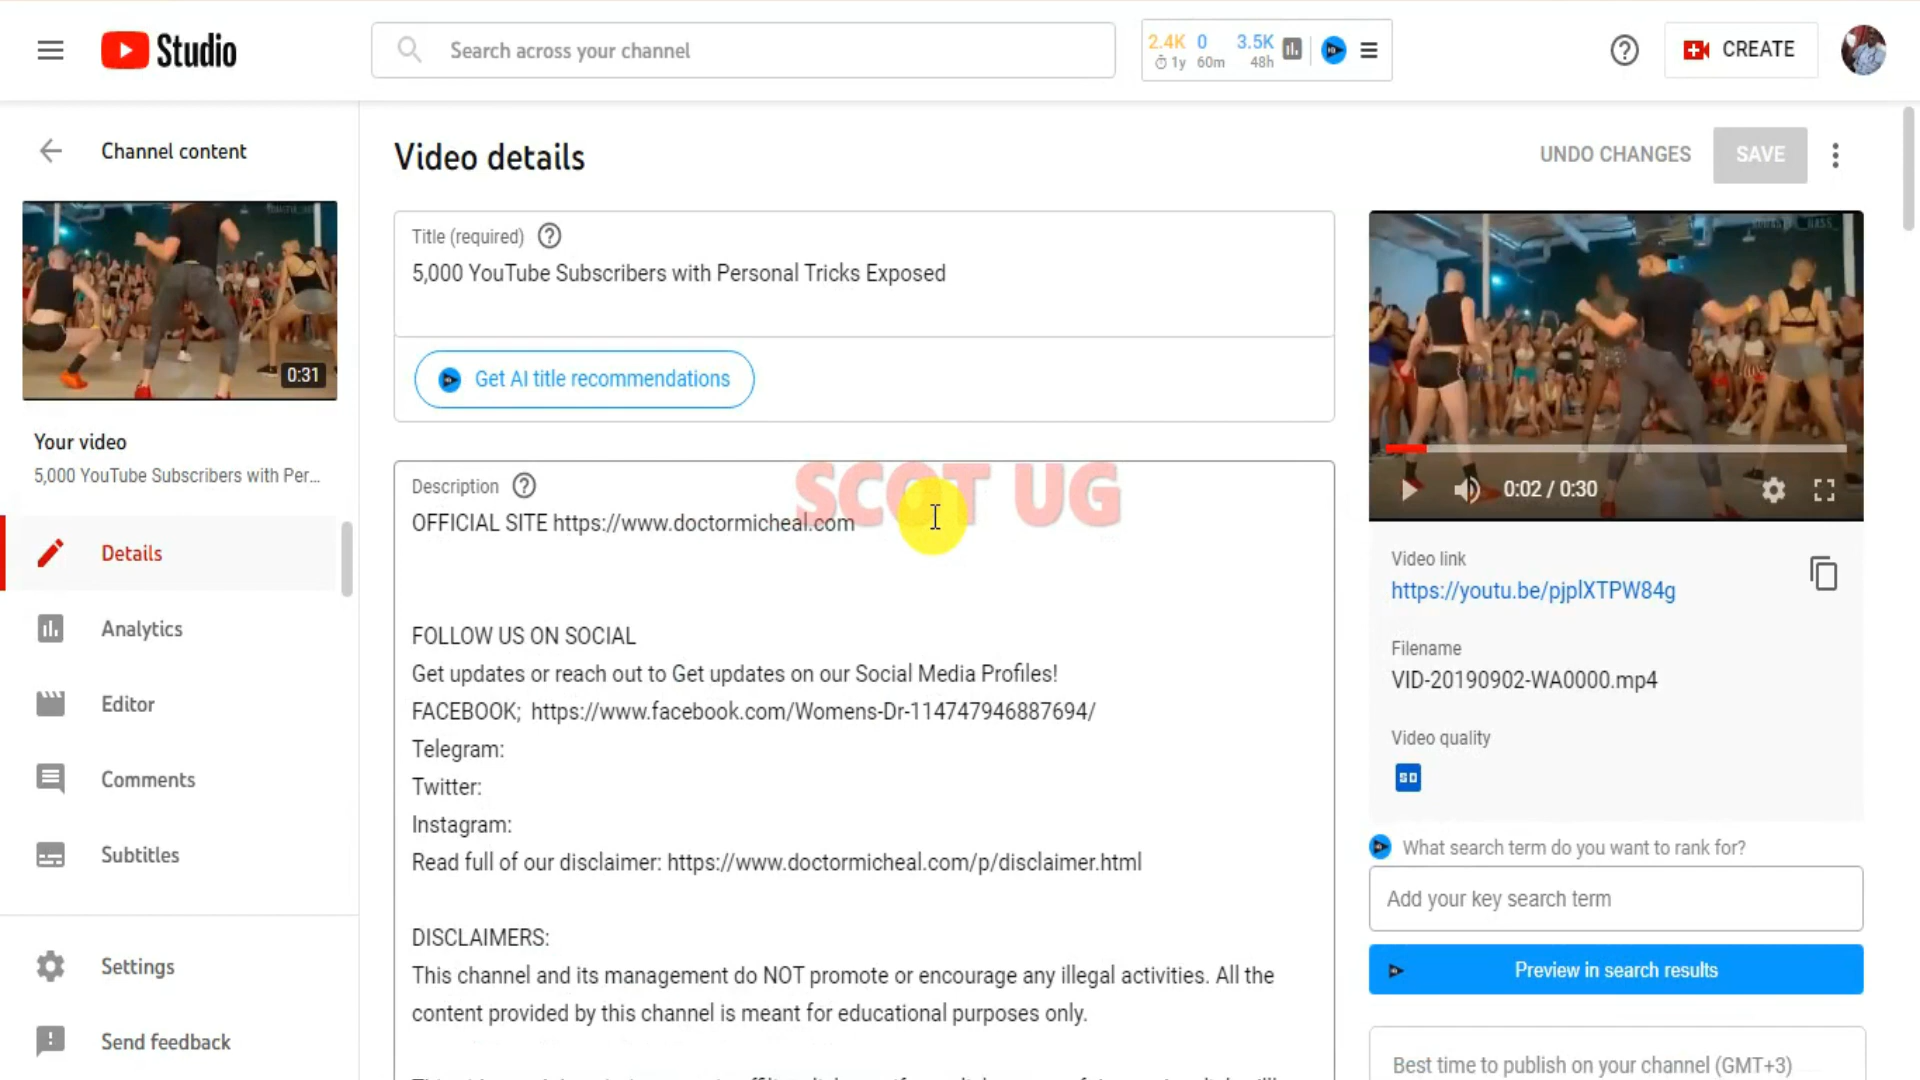 Studio
Search across your channel
2.4K 0 3.5K
1y 60m 48h
CREATE
Channel content
Video details
UNDO CHANGES
SAVE
0:31
Your video
5,000 YouTube Subscribers with Per...
Details
Analytics
Editor
Comments
Subtitles
Settings
Send feedback
Title (required)
5,000 YouTube Subscribers with Personal Tricks Exposed
Get AI title recommendations
SCOT UG
Description
OFFICIAL SITE https://www.doctormicheal.com
FOLLOW US ON SOCIAL
Get updates or reach out to Get updates on our Social Media Profiles!
FACEBOOK;  https://www.facebook.com/Womens-Dr-114747946887694/
Telegram:
Twitter:
Instagram:
Read full of our disclaimer: https://www.doctormicheal.com/p/disclaimer.html
DISCLAIMERS:
This channel and its management do NOT promote or encourage any illegal activities. All the
content provided by this channel is meant for educational purposes only.
0:02 / 0:30
Video link
https://youtu.be/pjplXTPW84g
Filename
VID-20190902-WA0000.mp4
Video quality
SD
What search term do you want to rank for?
Add your key search term
Preview in search results
Best time to publish on your channel (GMT+3)